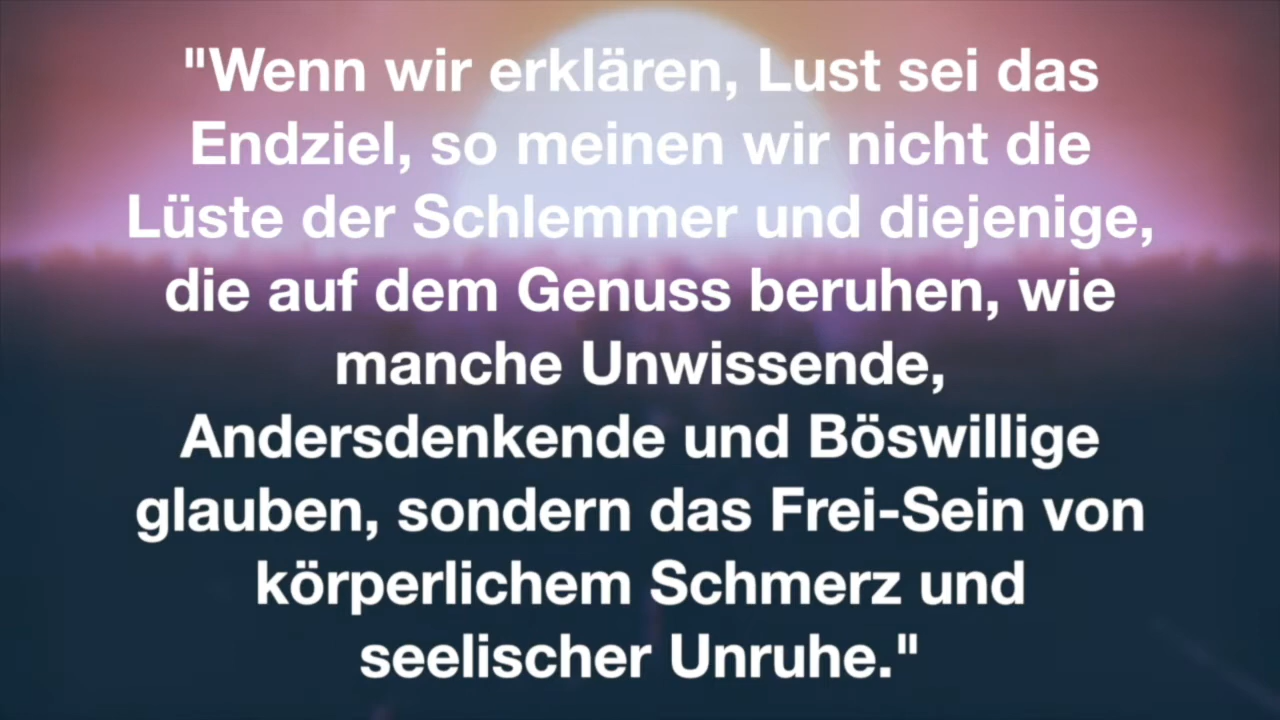 "Wenn wir erklären, Lust sei das
Endziel, so meinen wir nicht die
Lüste der Schlemmer und diejenige,
die auf dem Genuss beruhen, wie
manche Unwissende,
Andersdenkende und Böswillige
glauben, sondern das Frei-Sein von
körperlichem Schmerz und
seelischer Unruhe."